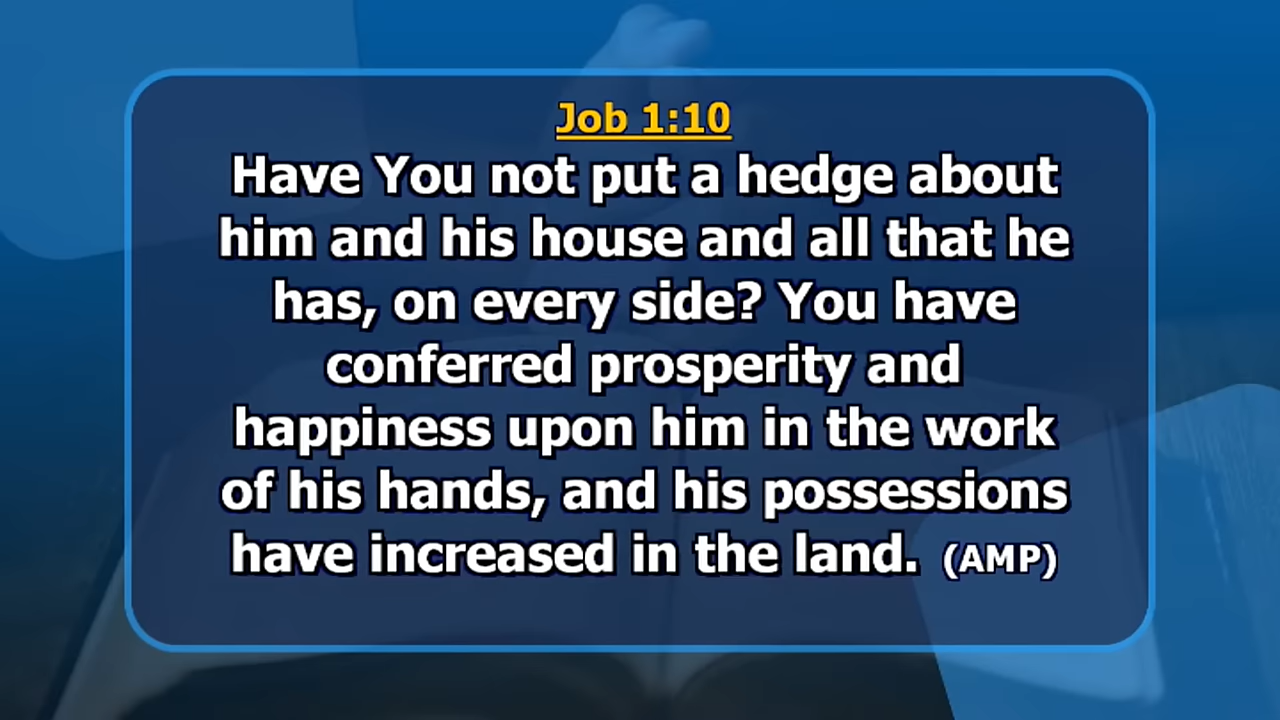 Job 1:10
Have You not put a hedge about
him and his house and all that he
has, on every side? You have
conferred prosperity and
happiness upon him in the work
of his hands, and his possessions
have increased in the land. (AMP)